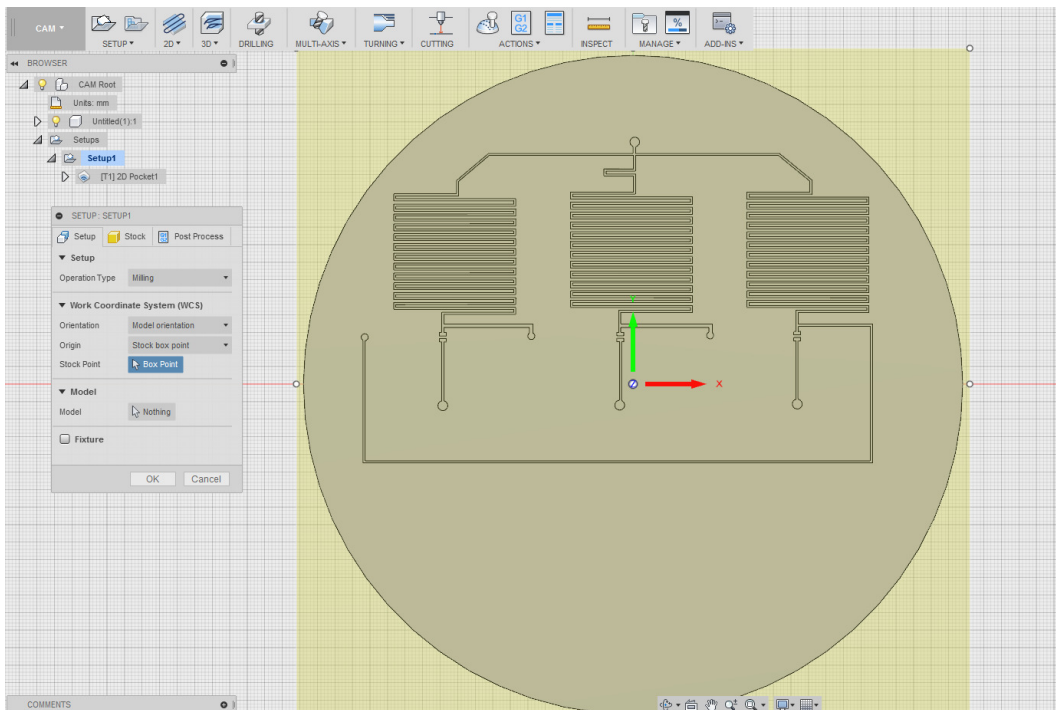 CAM
SETUP
2D
3D
DRILLING
MULTI-AXIS
TURNING
CUTTING
G1
G2
ACTIONS
INSPECT
%
MANAGE
ADD-INS
BROWSER
CAM Root
Units: mm
Untitled(1):1
Setups
Setup1
[T1] 2D Pocket1
SETUP : SETUP1
Setup
Stock
Post Process
Setup
Operation Type
Milling
Work Coordinate System (WCS)
Orientation
Model orientation
Origin
Stock box point
Stock Point
Box Point
Model
Model
Nothing
Fixture
OK
Cancel
Y
X
COMMENTS